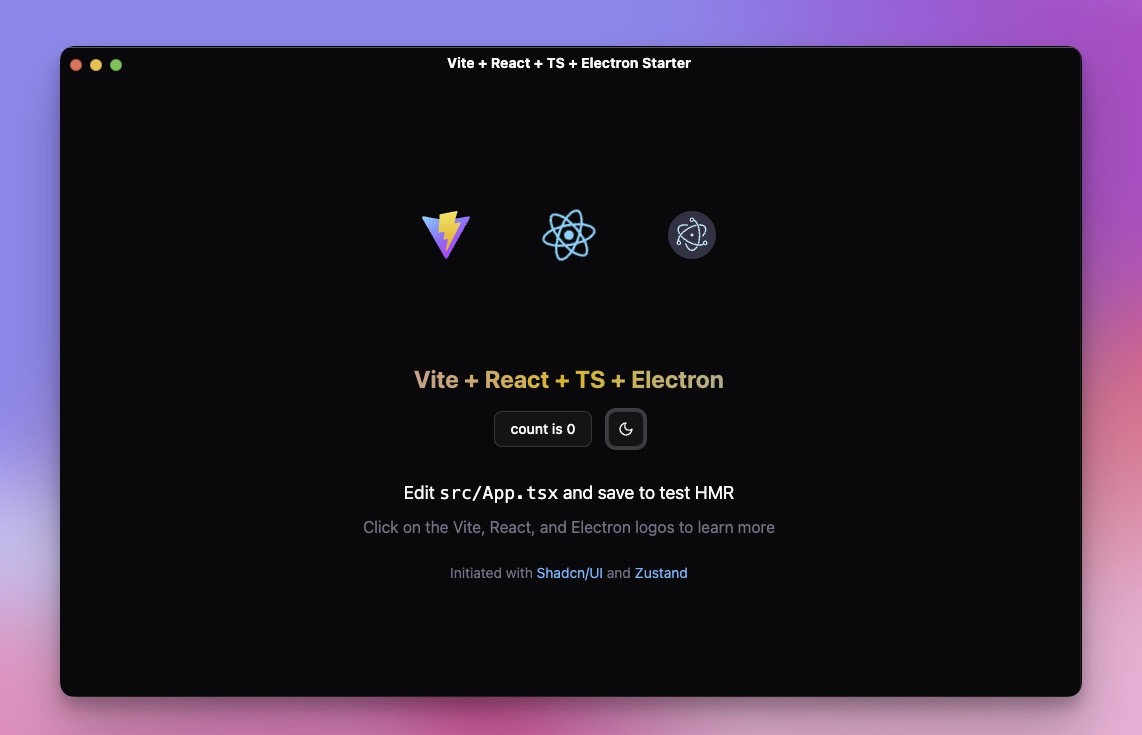 Vite + React + TS + Electron Starter
Vite + React + TS + Electron
count is 0
Edit src/App.tsx and save to test HMR
Click on the Vite, React, and Electron logos to learn more
Initiated with Shadcn/UI and Zustand